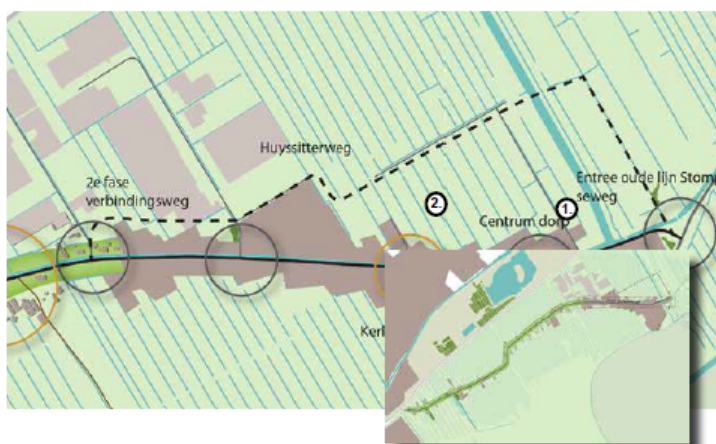 Huyssitterweg
2e fase
verbindingsweg
Entree oude lijn Stom
seweg
2.
1.
Centrum dorp
Kerk